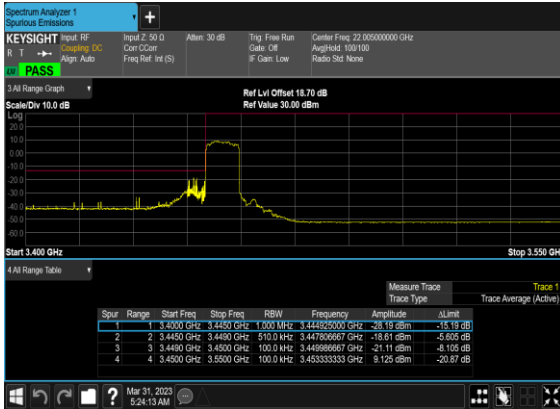 Spectrum Analyzer 1
Spurious Emissions
KEYSIGHT Input: RF Input Z: 50 Ω Atten: 30 dB Trig: Free Run Center Freq: 22.005000000 GHz
R T Coupling: DC Corr CCorr Gate: Off Avg|Hold: 100/100
Align: Auto Freq Ref: Int (S) IF Gain: Low Radio Std: None
PASS
3 All Range Graph
Ref Lvl Offset 18.70 dB
Scale/Div 10.0 dB Ref Value 30.00 dBm
Log
20.0
10.0
0.00
-10.0
-20.0
-30.0
-40.0
-50.0
-60.0
Start 3.400 GHz Stop 3.550 GH
4 All Range Table
Measure Trace Trace 1
Trace Type Trace Average (Active)
Spur Range Start Freq Stop Freq RBW Frequency Amplitude ΔLimit
1 1 3.4000 GHz 3.4450 GHz 1.000 MHz 3.444925000 GHz -28.19 dBm -15.19 dB
2 2 3.4450 GHz 3.4490 GHz 510.0 kHz 3.447806667 GHz -18.61 dBm -5.605 dB
3 3 3.4490 GHz 3.4500 GHz 100.0 kHz 3.449986667 GHz -21.11 dBm -8.105 dB
4 4 3.4500 GHz 3.5500 GHz 100.0 kHz 3.453333333 GHz 9.125 dBm -20.87 dB
Mar 31, 2023
5:24:13 AM